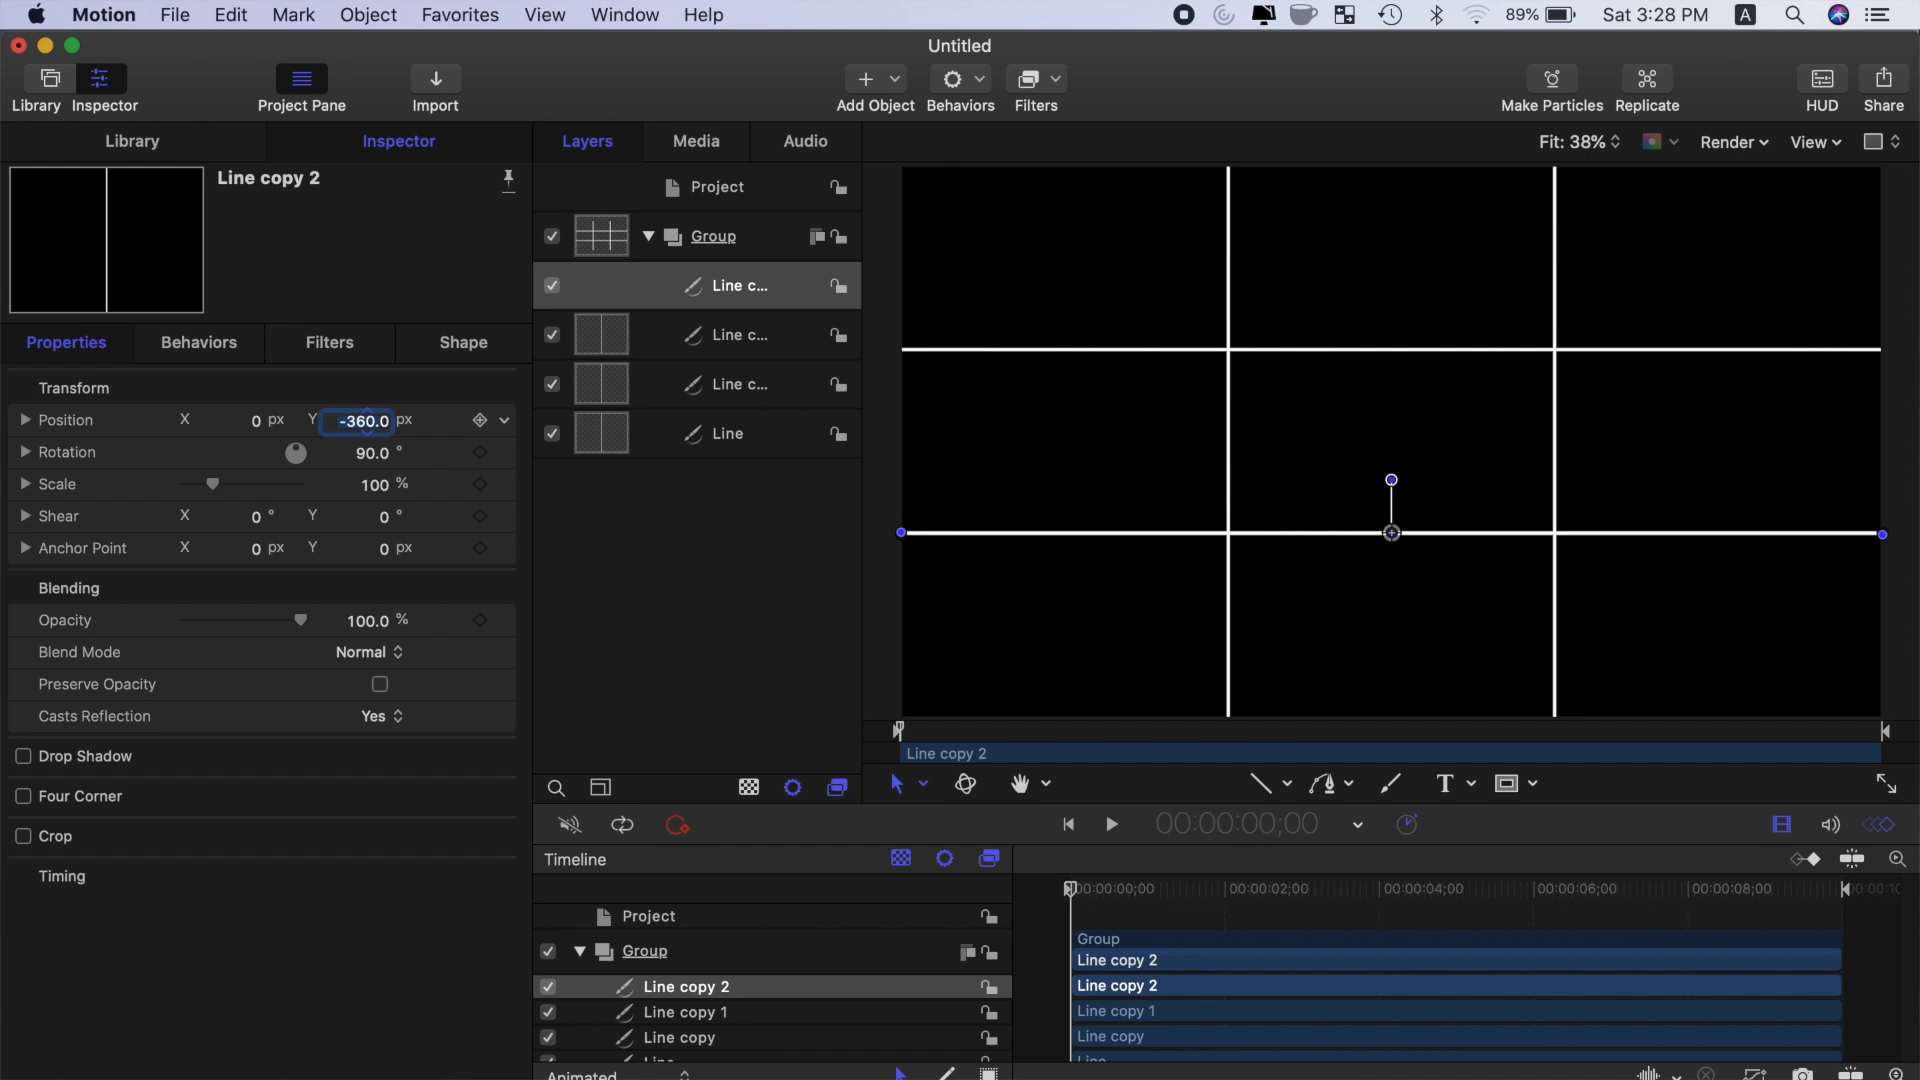 Motion File Edit Mark Object Favorites View Window Help 89% Sat 3:28 PM A
Untitled
Library Inspector Project Pane Import Add Object Behaviors Filters Make Particles Replicate HUD Share
Library Inspector Layers Media Audio Fit: 38% Render View
Line copy 2
Project
Group
Line c...
Line c...
Line c...
Line
Properties Behaviors Filters Shape
Transform
Position X 0 px Y -360.0 px
Rotation 90.0 °
Scale 100 %
Shear X 0 ° Y 0 °
Anchor Point X 0 px Y 0 px
Blending
Opacity 100.0 %
Blend Mode Normal
Preserve Opacity
Casts Reflection Yes
Drop Shadow
Four Corner
Crop
Timing
Line copy 2
T
00:00:00;00
Timeline
00:00:00;00 00:00:02;00 00:00:04;00 00:00:06;00 00:00:08;00
Project
Group
Line copy 2
Line copy 1
Line copy
Line
Group
Line copy 2
Line copy 2
Line copy 1
Line copy
Line
Animated